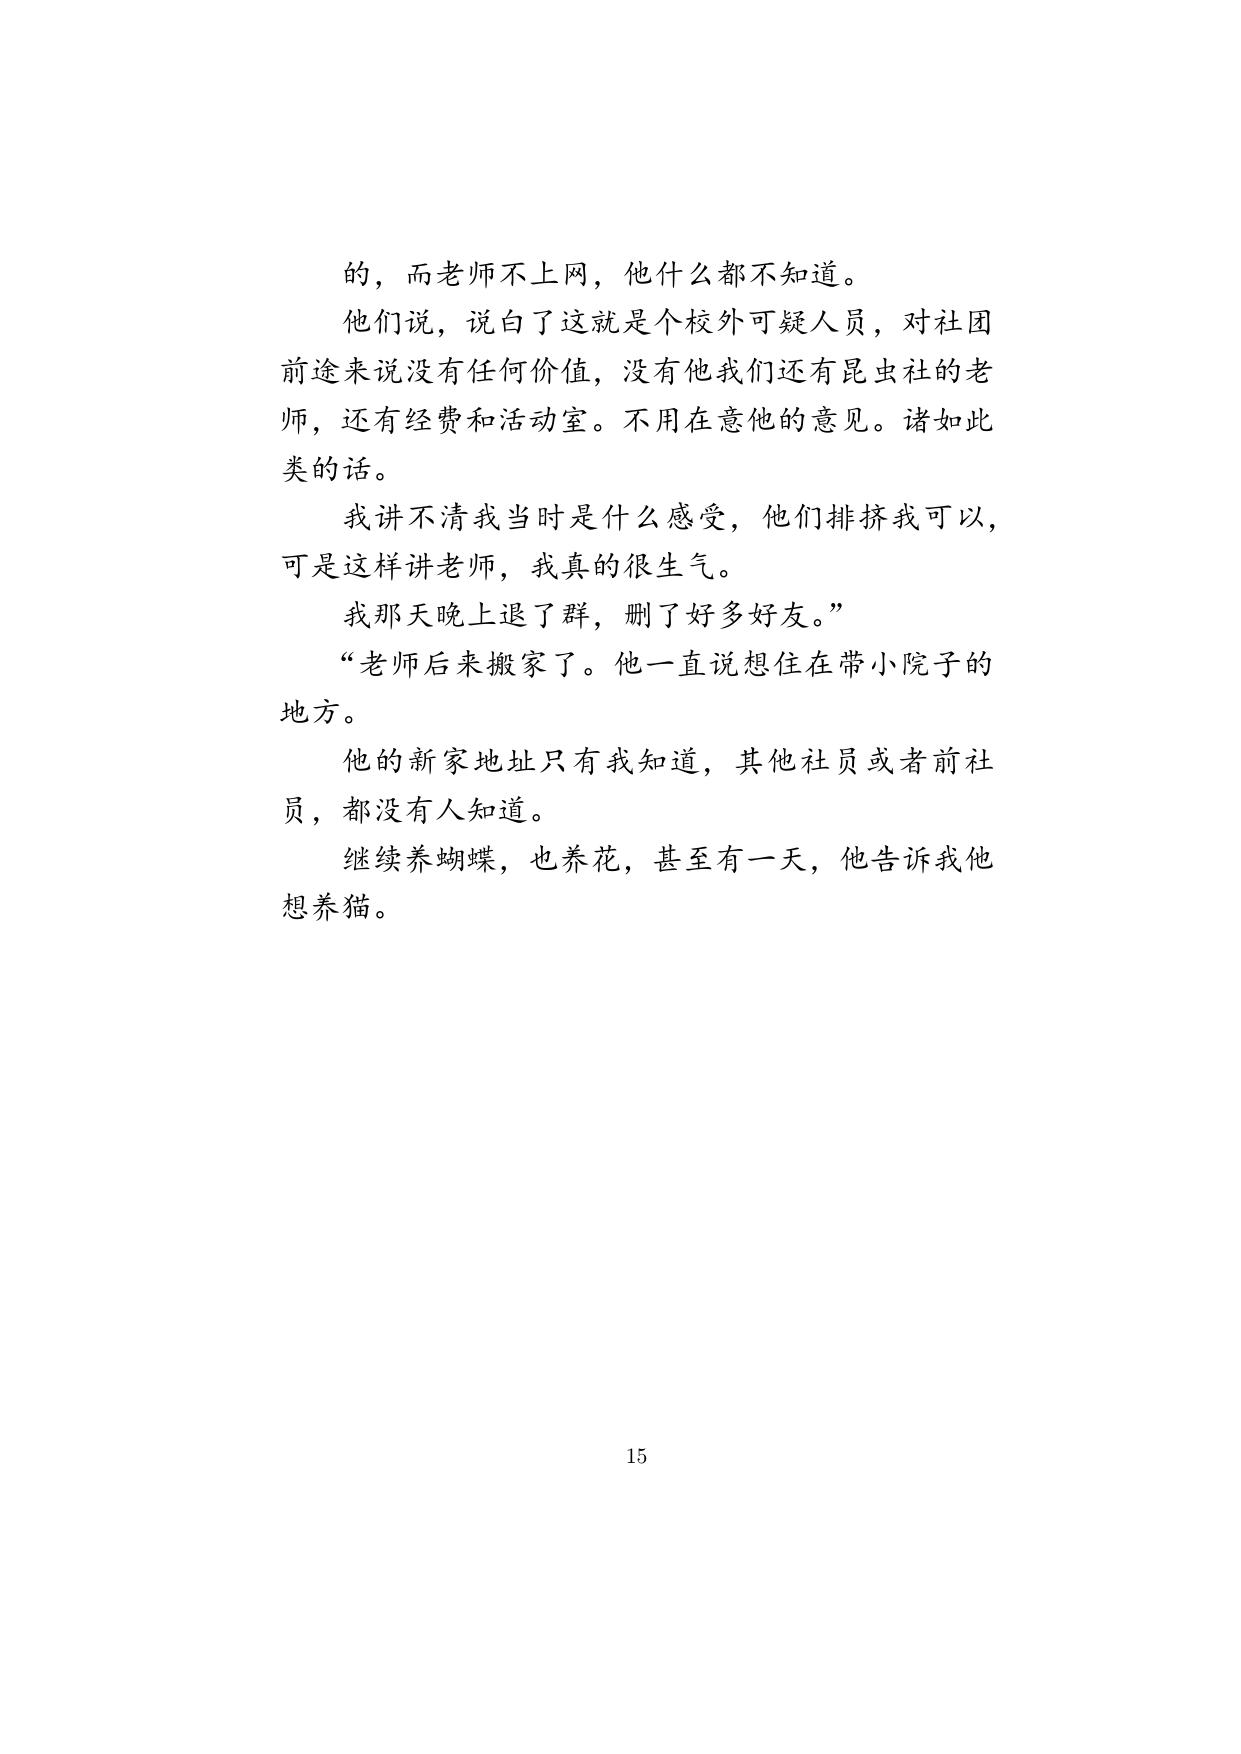 的，而老师不上网，他什么都不知道。
他们说，说白了这就是个校外可疑人员，对社团
前途来说没有任何价值，没有他我们还有昆虫社的老
师，还有经费和活动室。不用在意他的意见。诸如此
类的话。
我讲不清我当时是什么感受，他们排挤我可以，
可是这样讲老师，我真的很生气。
我那天晚上退了群，删了好多好友。”
“老师后来搬家了。他一直说想住在带小院子的
地方。
他的新家地址只有我知道，其他社员或者前社
员，都没有人知道。
继续养蝴蝶，也养花，甚至有一天，他告诉我他
想养猫。
15